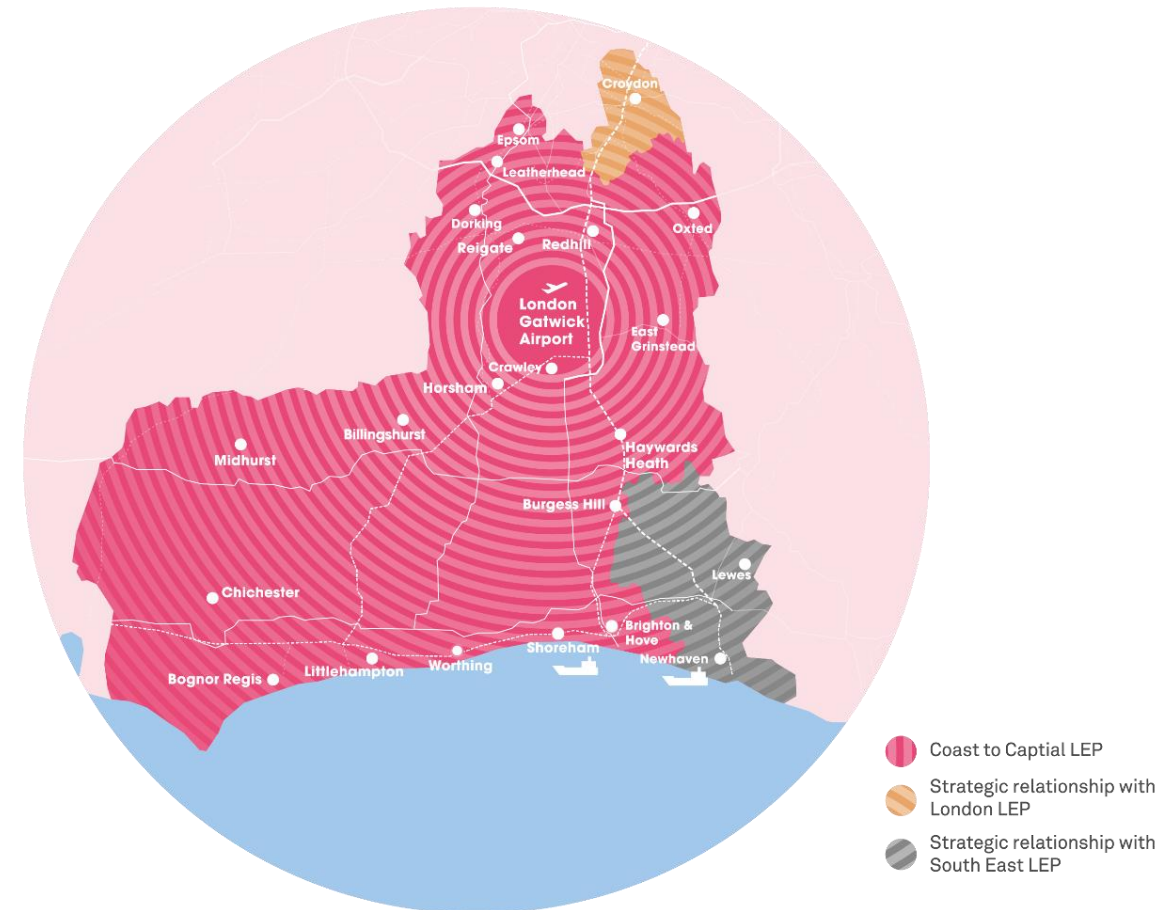 Croydon
Epsom
Leatherhead
Dorking
Oxted
Reigate
Redhill
London
Gatwick
Airport
East
Grinstead
Crawley
Horsham
Billingshurst
Midhurst
Haywards
Heath
Burgess Hill
Lewes
Chichester
Brighton &
Hove
Shoreham
Newhaven
Worthing
Littlehampton
Bognor Regis
Coast to Captial LEP
Strategic relationship with
London LEP
Strategic relationship with
South East LEP